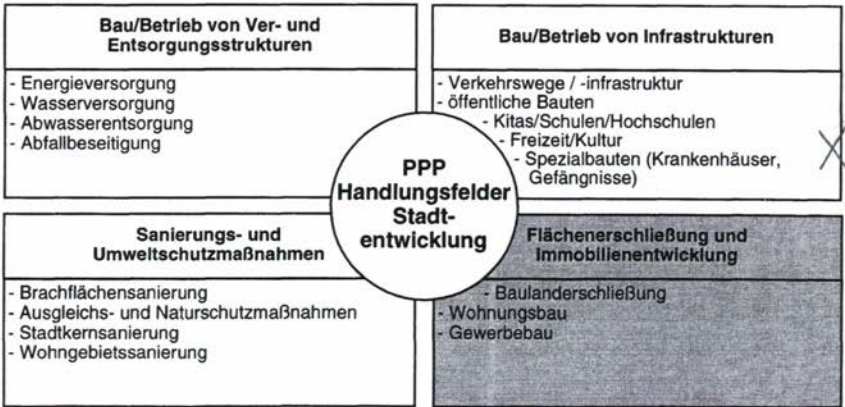 Bau/Betrieb von Ver- und
Entsorgungsstrukturen
- Energieversorgung
- Wasserversorgung
- Abwasserentsorgung
- Abfallbeseitigung
Bau/Betrieb von Infrastrukturen
- Verkehrswege / -infrastruktur
- öffentliche Bauten
- Kitas/Schulen/Hochschulen
- Freizeit/Kultur
- Spezialbauten (Krankenhäuser,
Gefängnisse)
PPP
Handlungsfelder
Stadt-
entwicklung
Sanierungs- und
Umweltschutzmaßnahmen
- Brachflächensanierung
- Ausgleichs- und Naturschutzmaßnahmen
- Stadtkernsanierung
- Wohngebietssanierung
Flächenerschließung und
Immobilienentwicklung
- Baulanderschließung
- Wohnungsbau
- Gewerbebau